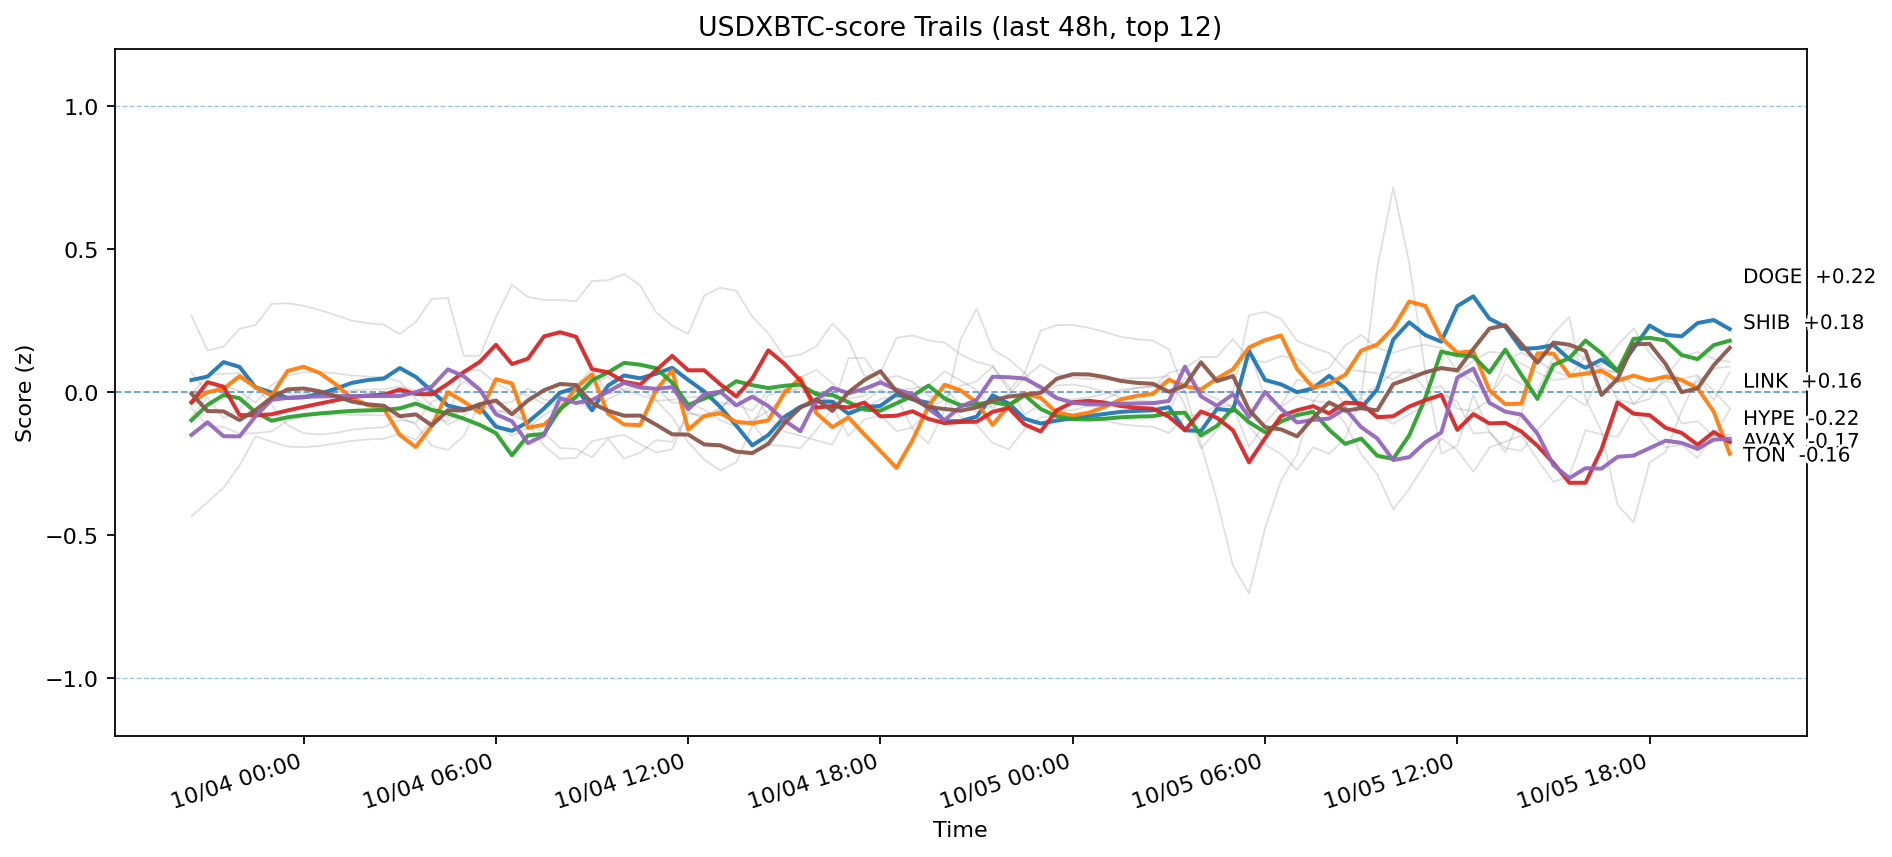 USDXBTC-score Trails (last 48h, top 12)
Score (z)
1.0
0.5
0.0
−0.5
−1.0
DOGE +0.22
SHIB +0.18
LINK +0.16
HYPE -0.22
AVAX -0.17
TON -0.16
10/04 00:00
10/04 06:00
10/04 12:00
10/04 18:00
10/05 00:00
10/05 06:00
10/05 12:00
10/05 18:00
Time